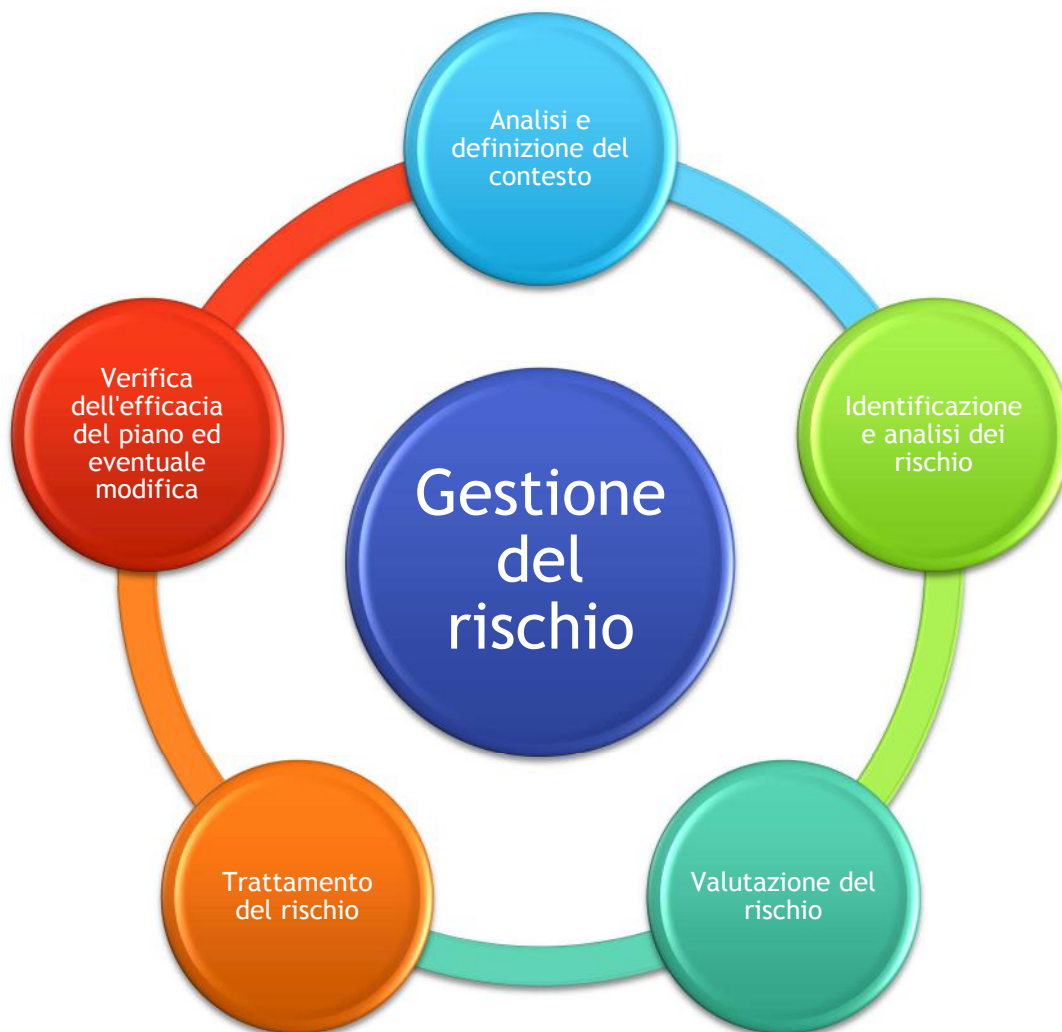 Analisi e
definizione del
contesto
Identificazione
e analisi dei
rischio
Valutazione del
rischio
Trattamento
del rischio
Verifica
dell'efficacia
del piano ed
eventuale
modifica
Gestione
del
rischio